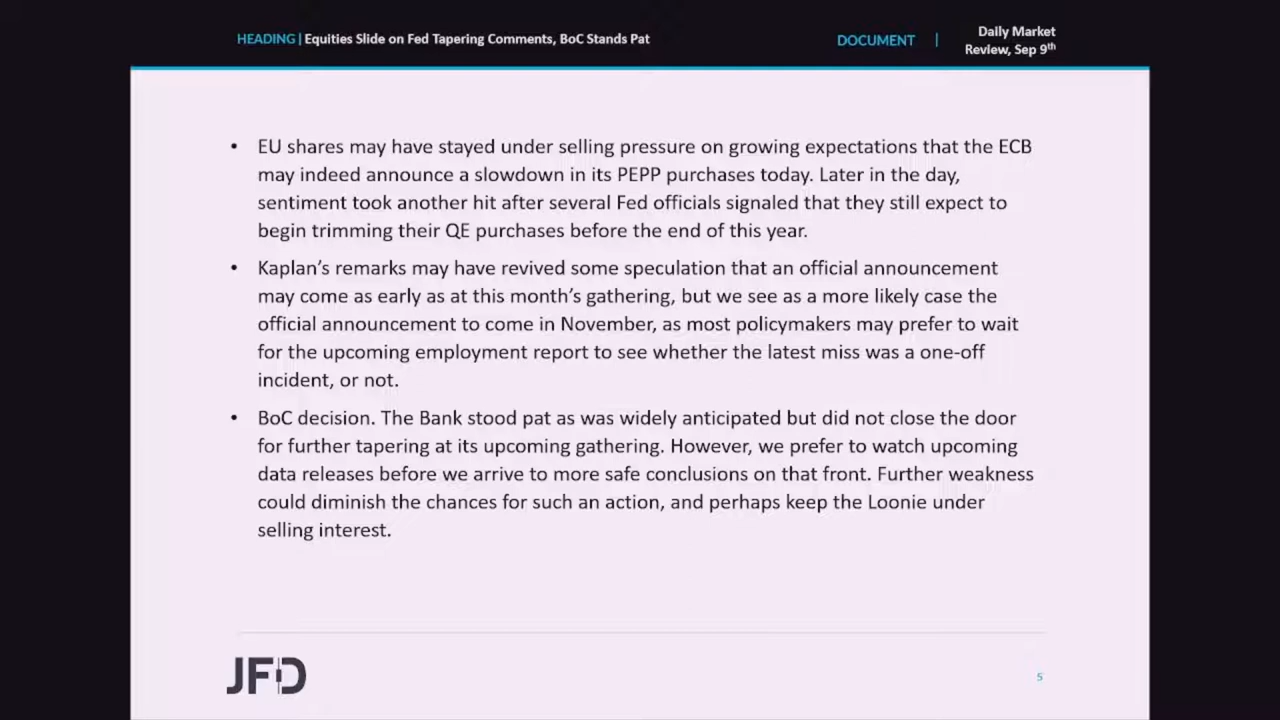 HEADING | Equities Slide on Fed Tapering Comments, BoC Stands Pat
DOCUMENT | Daily Market
Review, Sep 9th
• EU shares may have stayed under selling pressure on growing expectations that the ECB
may indeed announce a slowdown in its PEPP purchases today. Later in the day,
sentiment took another hit after several Fed officials signaled that they still expect to
begin trimming their QE purchases before the end of this year.
• Kaplan's remarks may have revived some speculation that an official announcement
may come as early as at this month's gathering, but we see as a more likely case the
official announcement to come in November, as most policymakers may prefer to wait
for the upcoming employment report to see whether the latest miss was a one-off
incident, or not.
• BoC decision. The Bank stood pat as was widely anticipated but did not close the door
for further tapering at its upcoming gathering. However, we prefer to watch upcoming
data releases before we arrive to more safe conclusions on that front. Further weakness
could diminish the chances for such an action, and perhaps keep the Loonie under
selling interest.
JFD
5